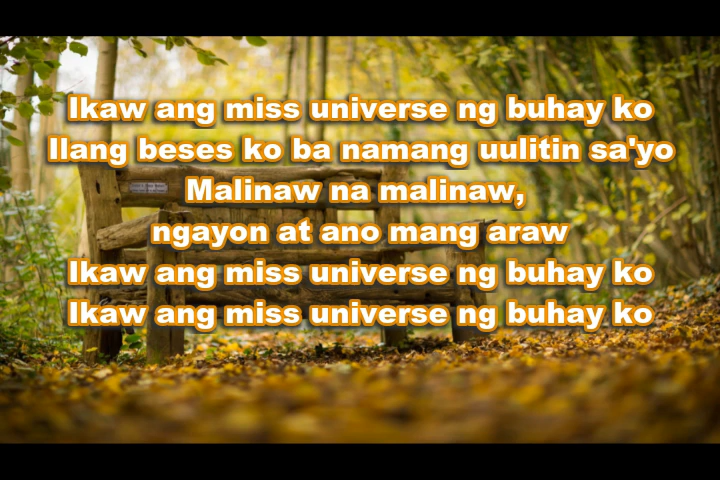 Ikaw ang miss universe ng buhay ko
Ilang beses ko ba namang uulitin sa'yo
Malinaw na malinaw,
ngayon at ano mang araw
Ikaw ang miss universe ng buhay ko
Ikaw ang miss universe ng buhay ko